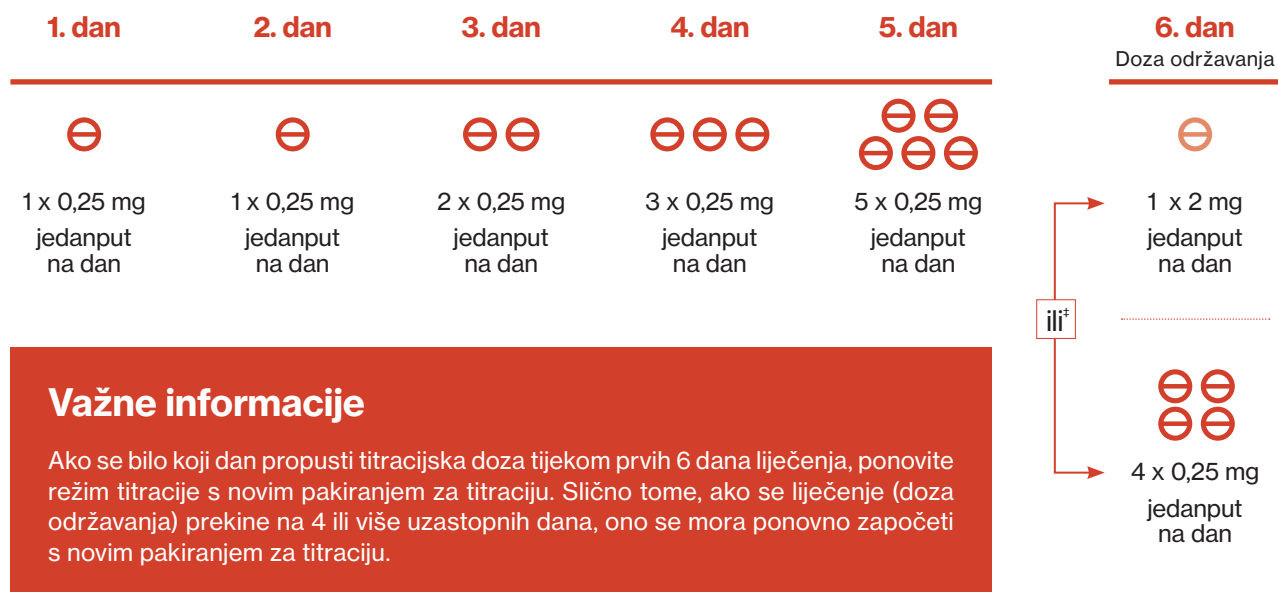 1. dan
2. dan
3. dan
4. dan
5. dan
6. dan
Doza održavanja
1 x 0,25 mg
jedanput
na dan
1 x 0,25 mg
jedanput
na dan
2 x 0,25 mg
jedanput
na dan
3 x 0,25 mg
jedanput
na dan
5 x 0,25 mg
jedanput
na dan
1 x 2 mg
jedanput
na dan
ili‡
4 x 0,25 mg
jedanput
na dan
Važne informacije
Ako se bilo koji dan propusti titracijska doza tijekom prvih 6 dana liječenja, ponovite
režim titracije s novim pakiranjem za titraciju. Slično tome, ako se liječenje (doza
održavanja) prekine na 4 ili više uzastopnih dana, ono se mora ponovno započeti
s novim pakiranjem za titraciju.